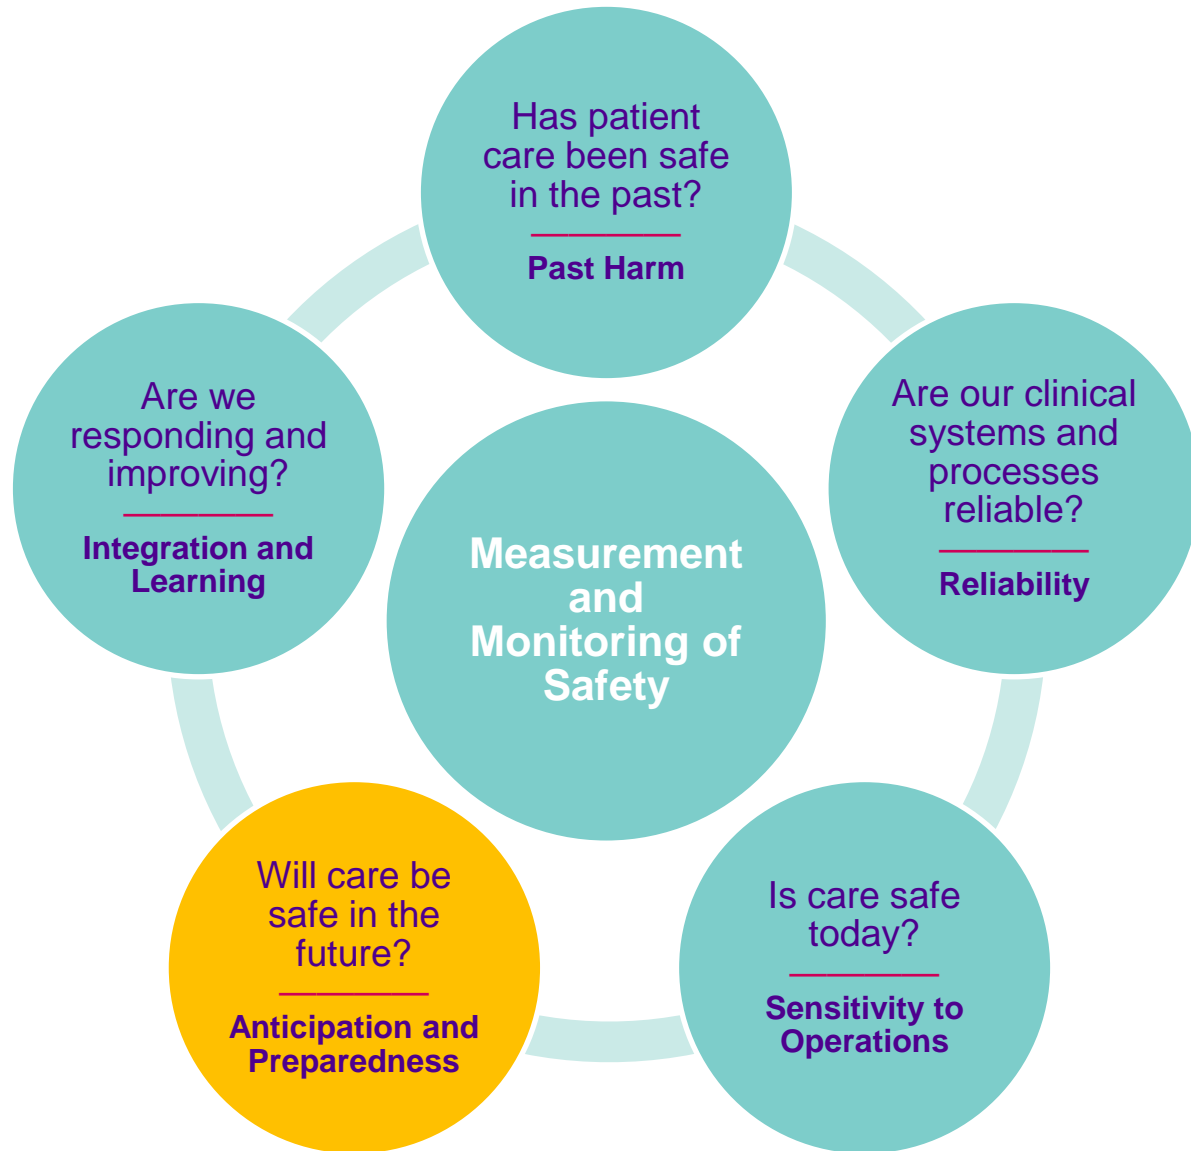 Has patient
care been safe
in the past?
Past Harm
Are our clinical
systems and
processes
reliable?
Reliability
Is care safe
today?
Sensitivity to
Operations
Will care be
safe in the
future?
Anticipation and
Preparedness
Are we
responding and
improving?
Integration and
Learning
Measurement
and
Monitoring of
Safety